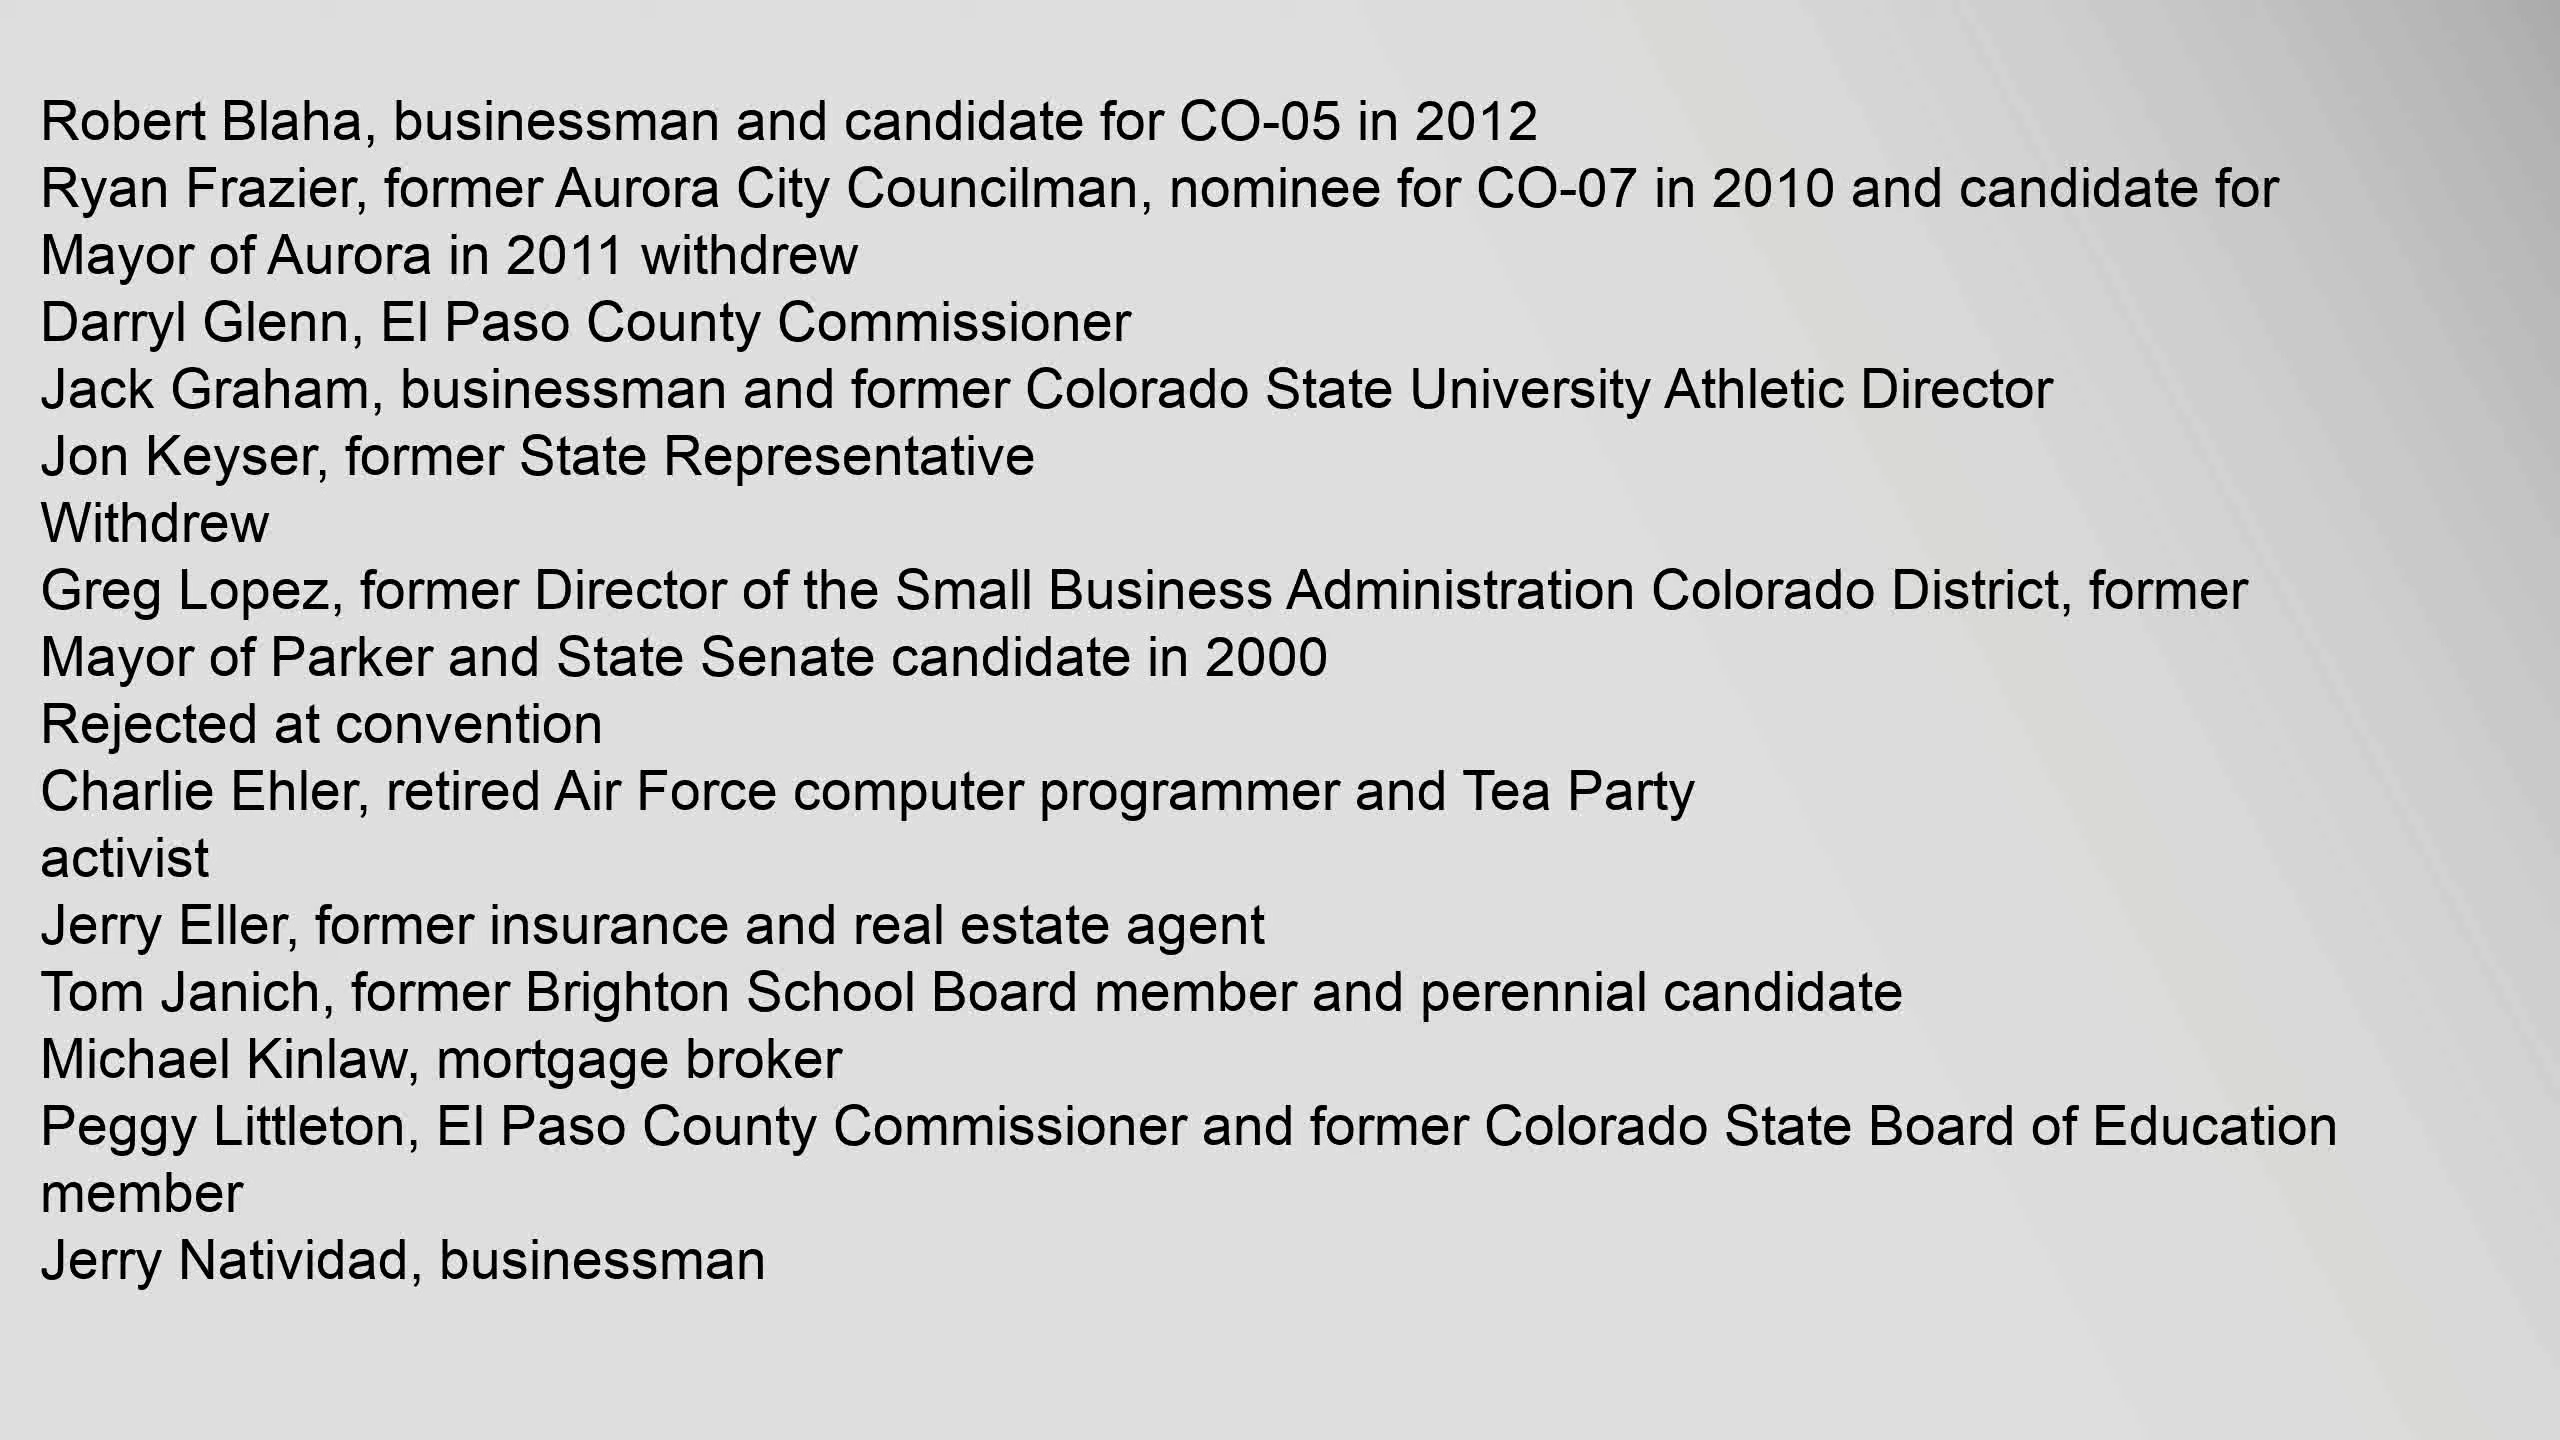 Robert Blaha, businessman and candidate for CO-05 in 2012
Ryan Frazier, former Aurora City Councilman, nominee for CO-07 in 2010 and candidate for
Mayor of Aurora in 2011 withdrew
Darryl Glenn, El Paso County Commissioner
Jack Graham, businessman and former Colorado State University Athletic Director
Jon Keyser, former State Representative
Withdrew
Greg Lopez, former Director of the Small Business Administration Colorado District, former
Mayor of Parker and State Senate candidate in 2000
Rejected at convention
Charlie Ehler, retired Air Force computer programmer and Tea Party
activist
Jerry Eller, former insurance and real estate agent
Tom Janich, former Brighton School Board member and perennial candidate
Michael Kinlaw, mortgage broker
Peggy Littleton, El Paso County Commissioner and former Colorado State Board of Education
member
Jerry Natividad, businessman